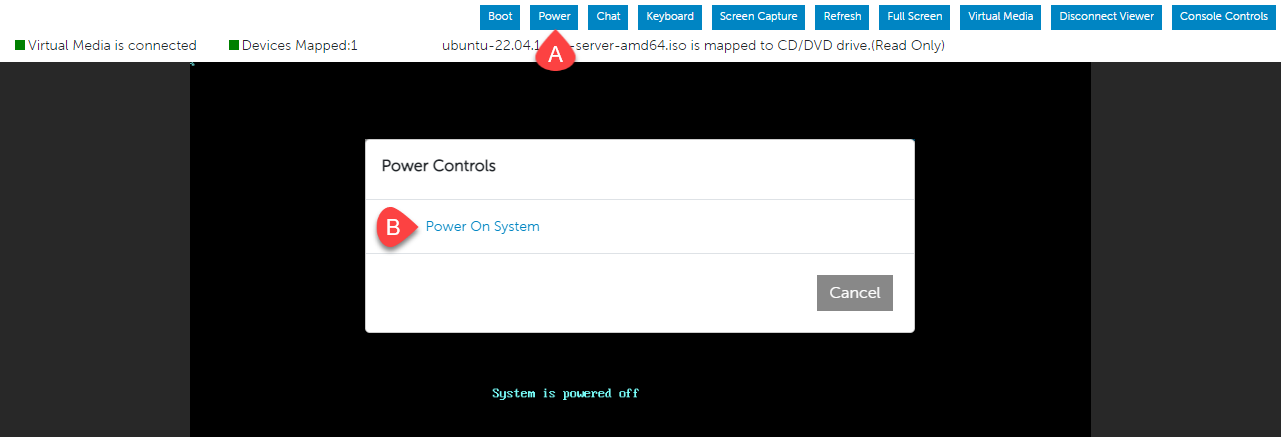 Boot Power Chat Keyboard Screen Capture Refresh Full Screen Virtual Media Disconnect Viewer Console Controls
Virtual Media is connected Devices Mapped:1 ubuntu-22.04.1 -server-amd64.iso is mapped to CD/DVD drive.(Read Only)
A
Power Controls
B Power On System
Cancel
System is powered off